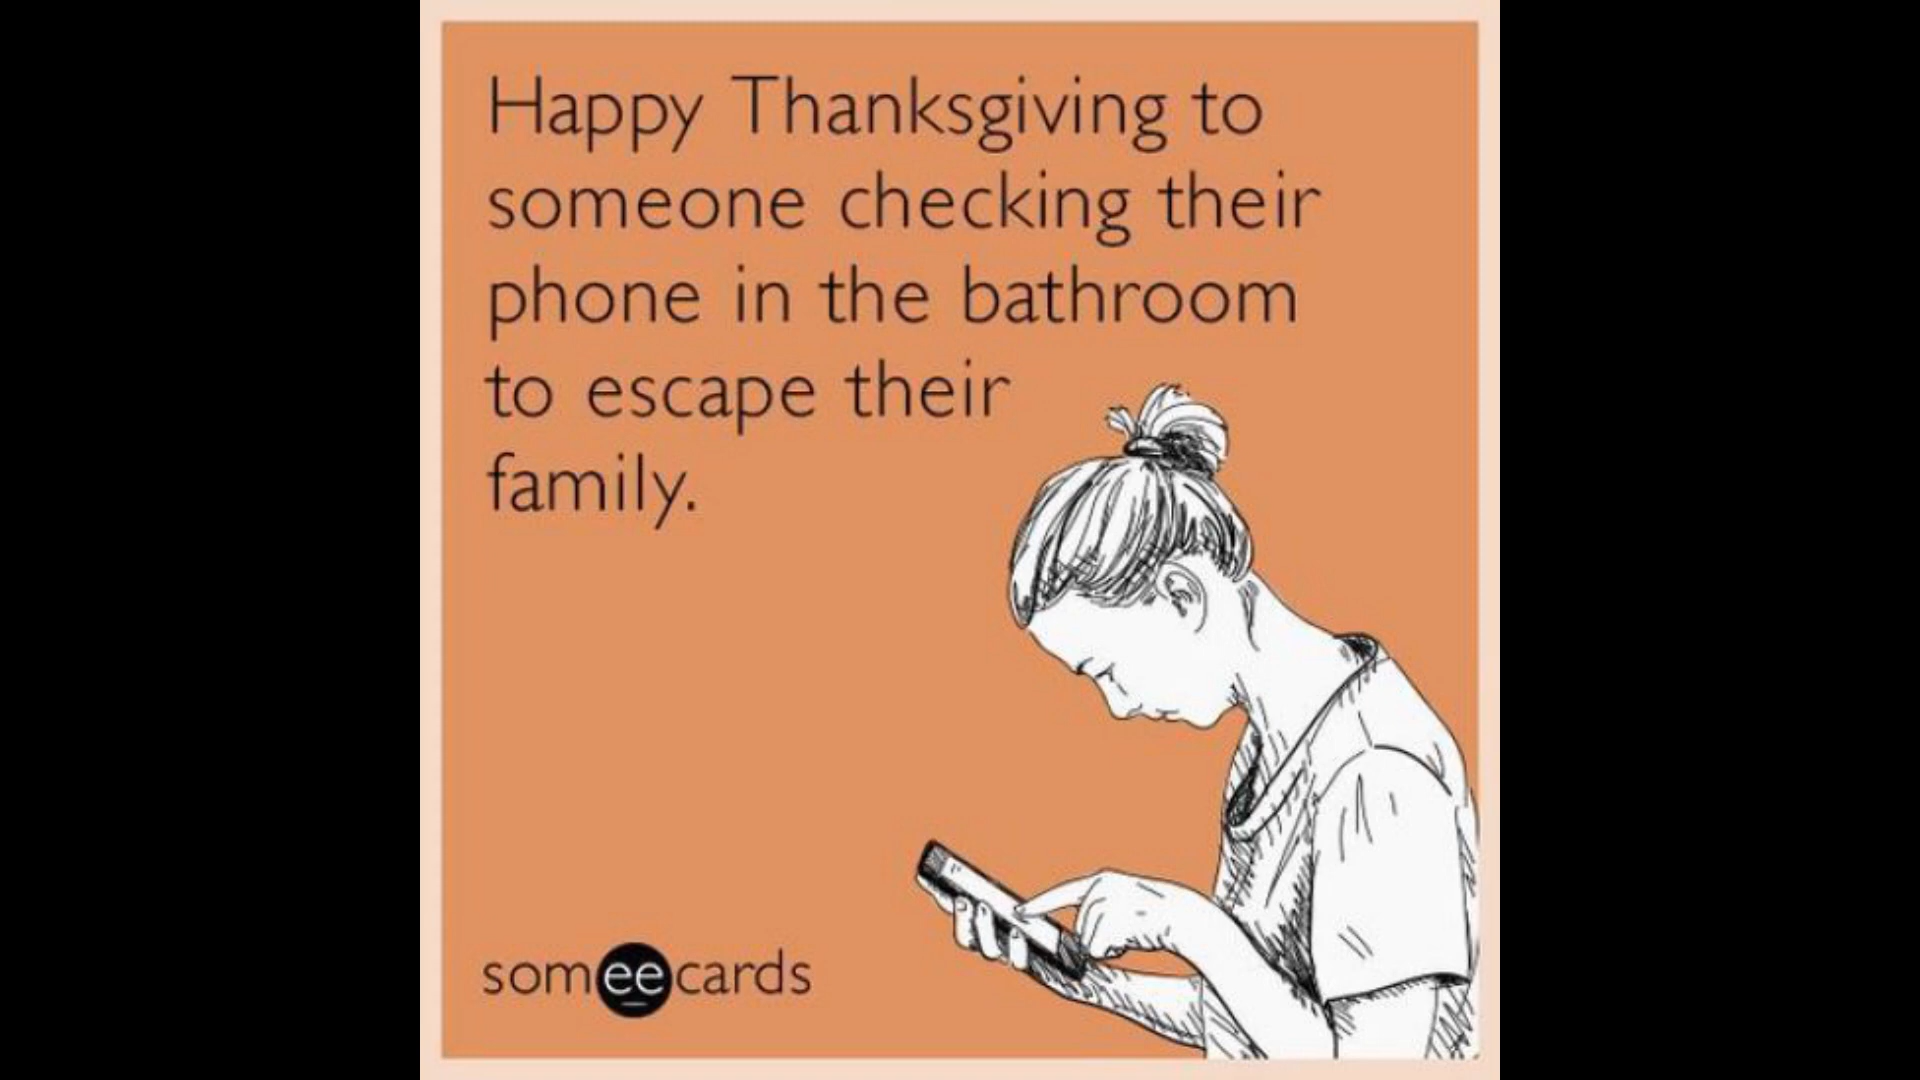 Happy Thanksgiving to
someone checking their
phone in the bathroom
to escape their
family.
someecards